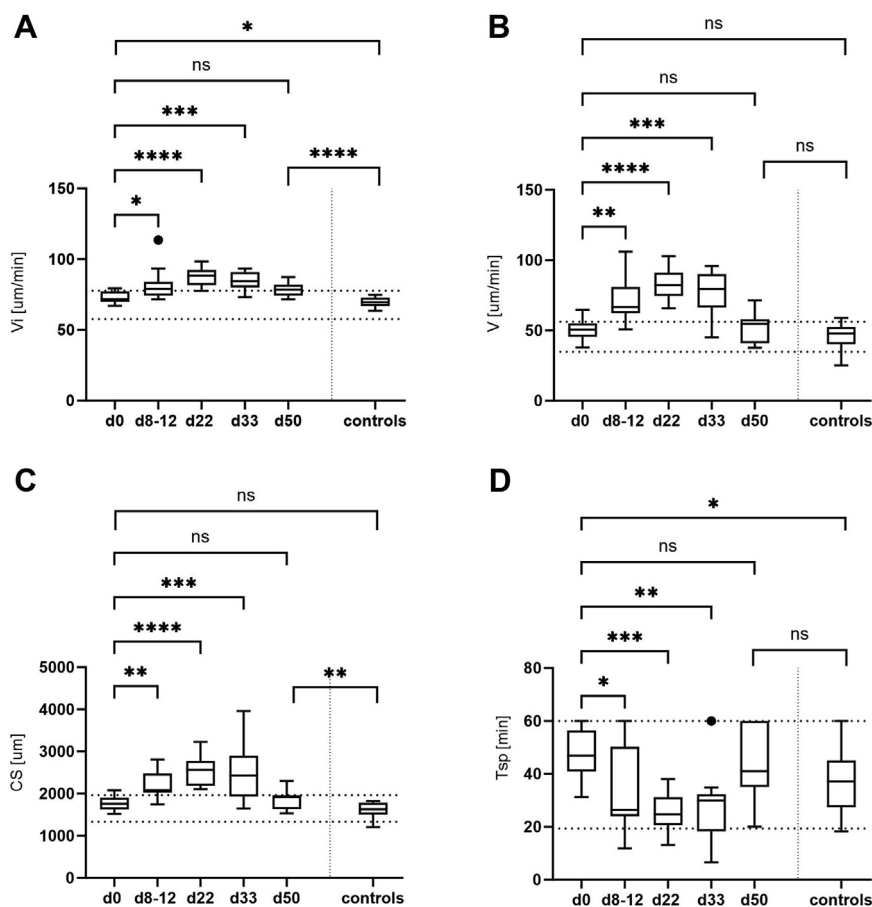 A
*
ns
***
****
****
*
150
100
50
0
Vi [um/min]
d0 d8-12 d22 d33 d50 controls
B
ns
ns
***
ns
****
**
150
100
50
0
V [um/min]
d0 d8-12 d22 d33 d50 controls
C
ns
ns
***
****
**
**
5000
4000
3000
2000
1000
0
CS [um]
d0 d8-12 d22 d33 d50 controls
D
*
ns
**
***
ns
*
80
60
40
20
0
Tsp [min]
d0 d8-12 d22 d33 d50 controls